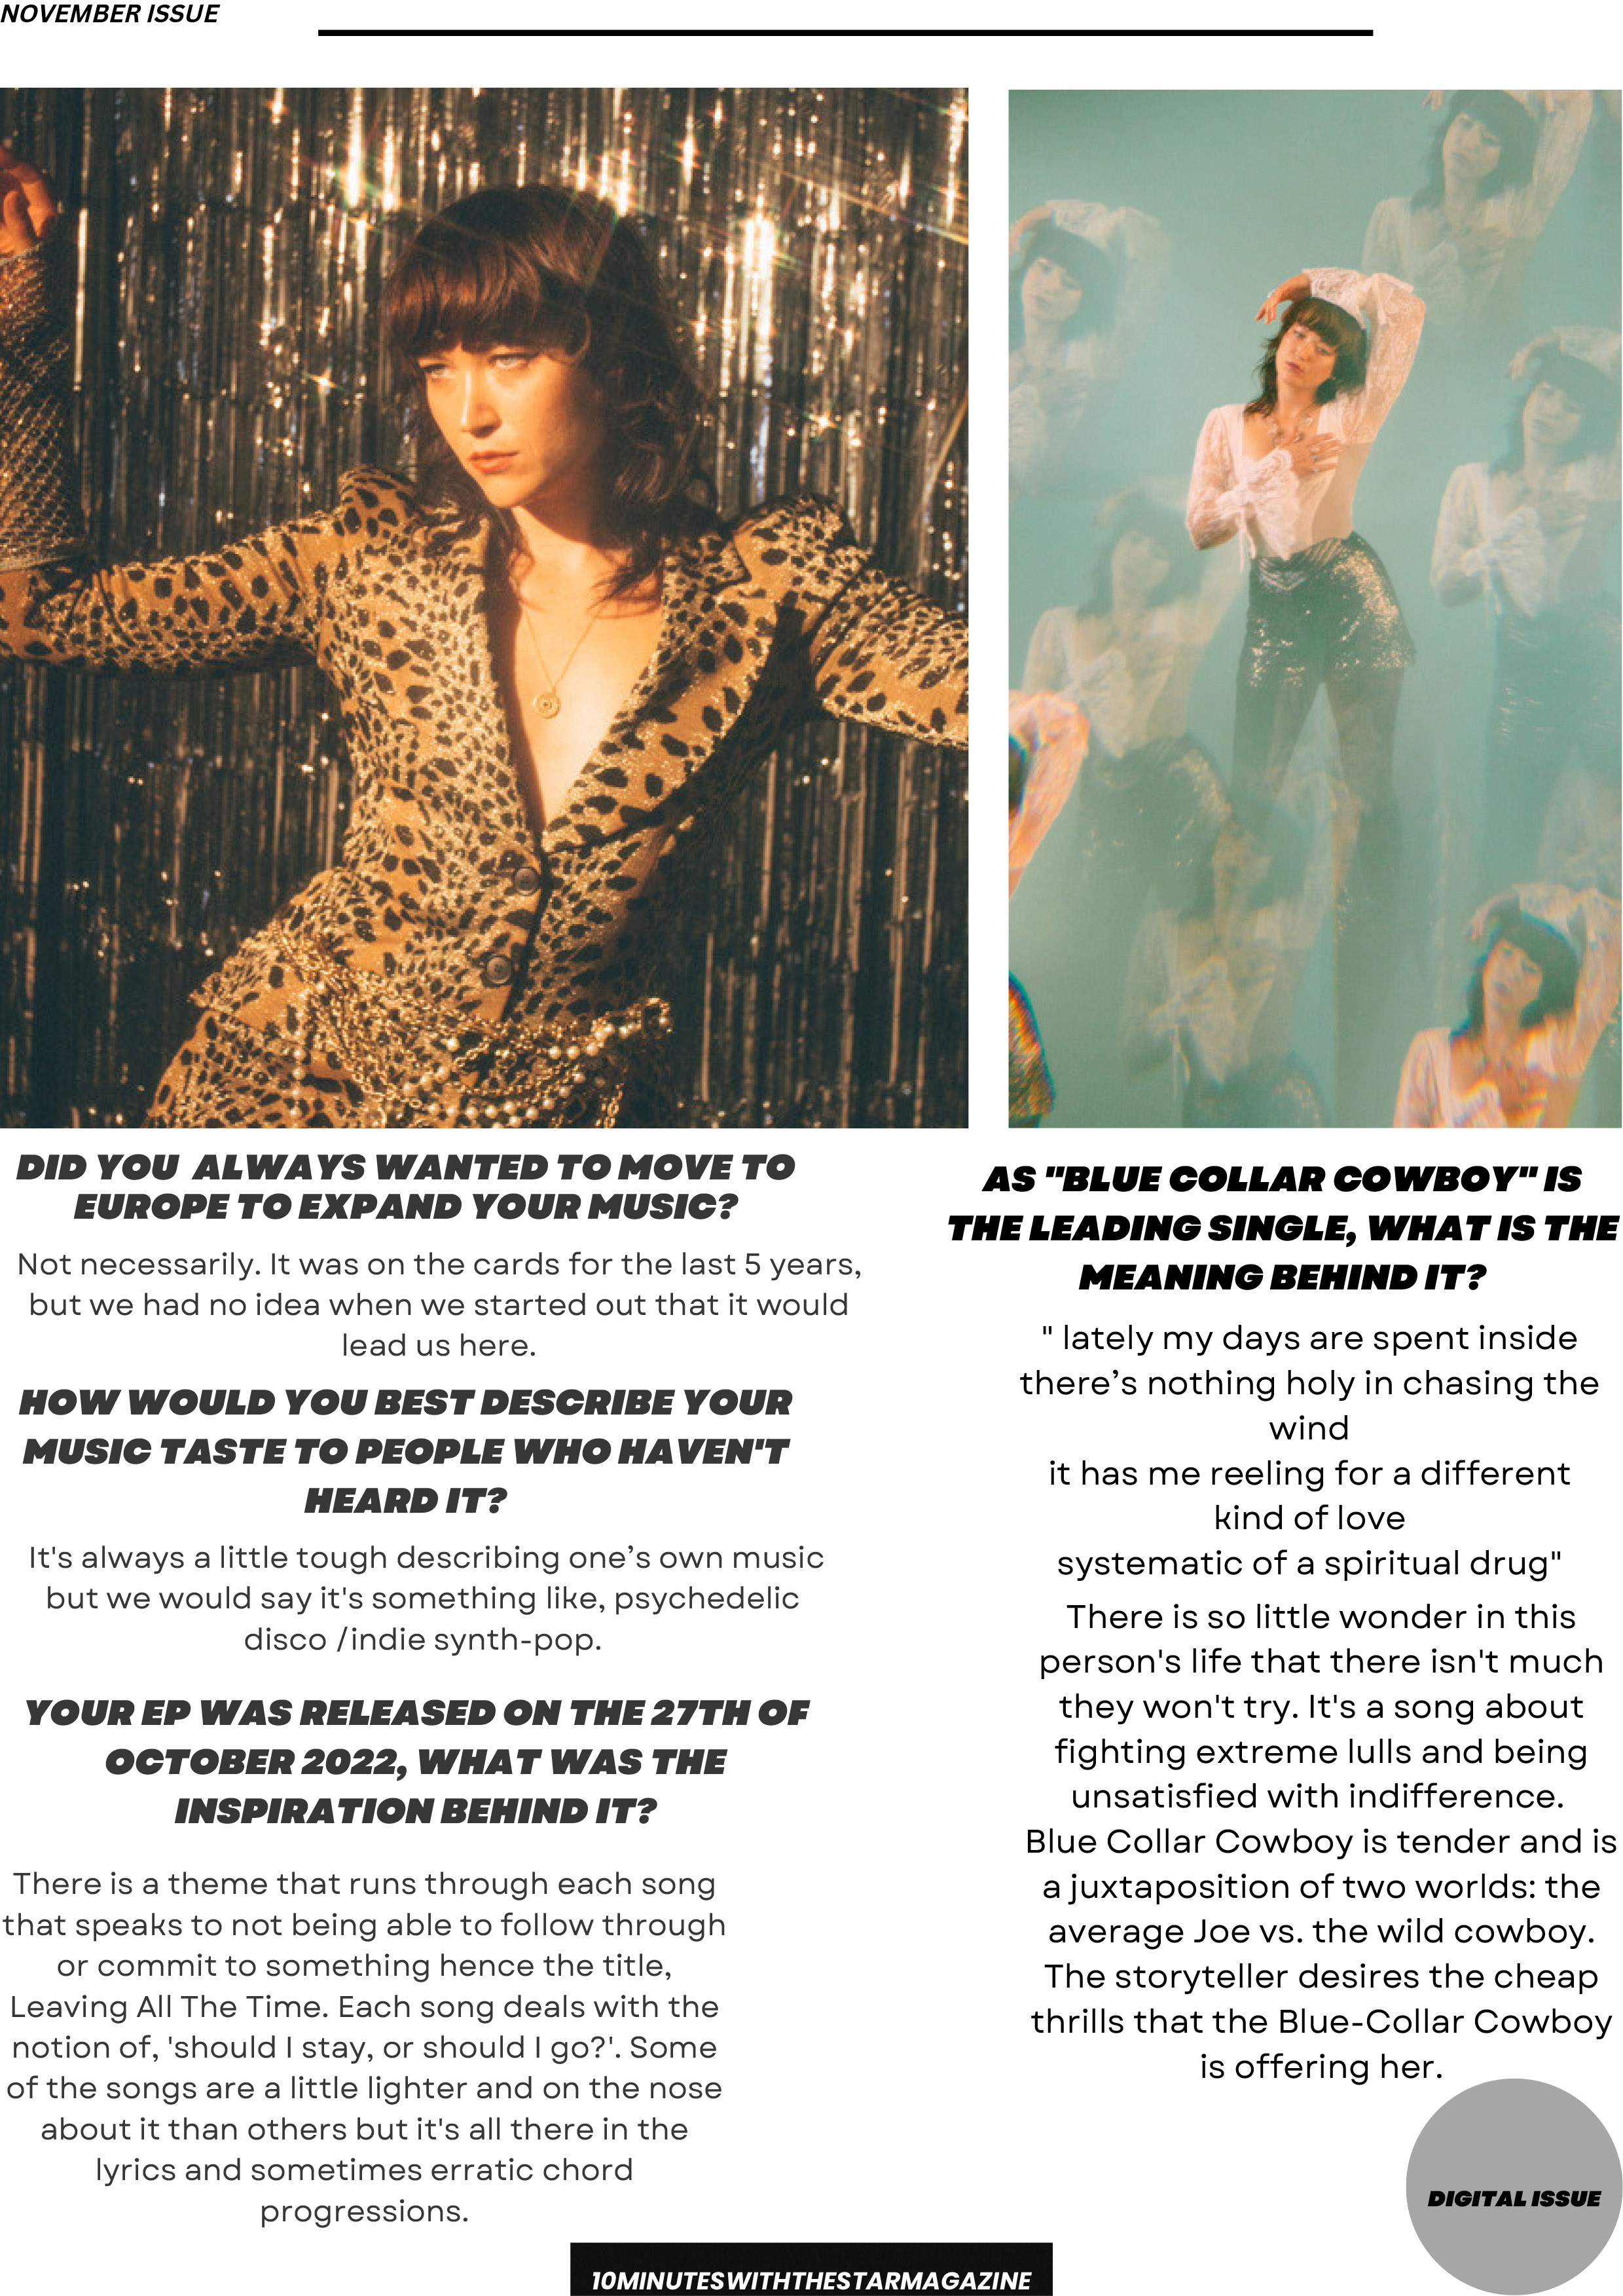 NOVEMBER ISSUE
DID YOU ALWAYS WANTED TO MOVE TO
EUROPE TO EXPAND YOUR MUSIC?
Not necessarily. It was on the cards for the last 5 years,
but we had no idea when we started out that it would
lead us here.
HOW WOULD YOU BEST DESCRIBE YOUR
MUSIC TASTE TO PEOPLE WHO HAVEN'T
HEARD IT?
It's always a little tough describing one’s own music
but we would say it's something like, psychedelic
disco /indie synth-pop.
YOUR EP WAS RELEASED ON THE 27TH OF
OCTOBER 2022, WHAT WAS THE
INSPIRATION BEHIND IT?
There is a theme that runs through each song
that speaks to not being able to follow through
or commit to something hence the title,
Leaving All The Time. Each song deals with the
notion of, 'should I stay, or should I go?'. Some
of the songs are a little lighter and on the nose
about it than others but it's all there in the
lyrics and sometimes erratic chord
progressions.
AS "BLUE COLLAR COWBOY" IS
THE LEADING SINGLE, WHAT IS THE
MEANING BEHIND IT?
" lately my days are spent inside
there’s nothing holy in chasing the
wind
it has me reeling for a different
kind of love
systematic of a spiritual drug"
There is so little wonder in this
person's life that there isn't much
they won't try. It's a song about
fighting extreme lulls and being
unsatisfied with indifference.
Blue Collar Cowboy is tender and is
a juxtaposition of two worlds: the
average Joe vs. the wild cowboy.
The storyteller desires the cheap
thrills that the Blue-Collar Cowboy
is offering her.
DIGITAL ISSUE
10MINUTESWITHTHESTARMAGAZINE